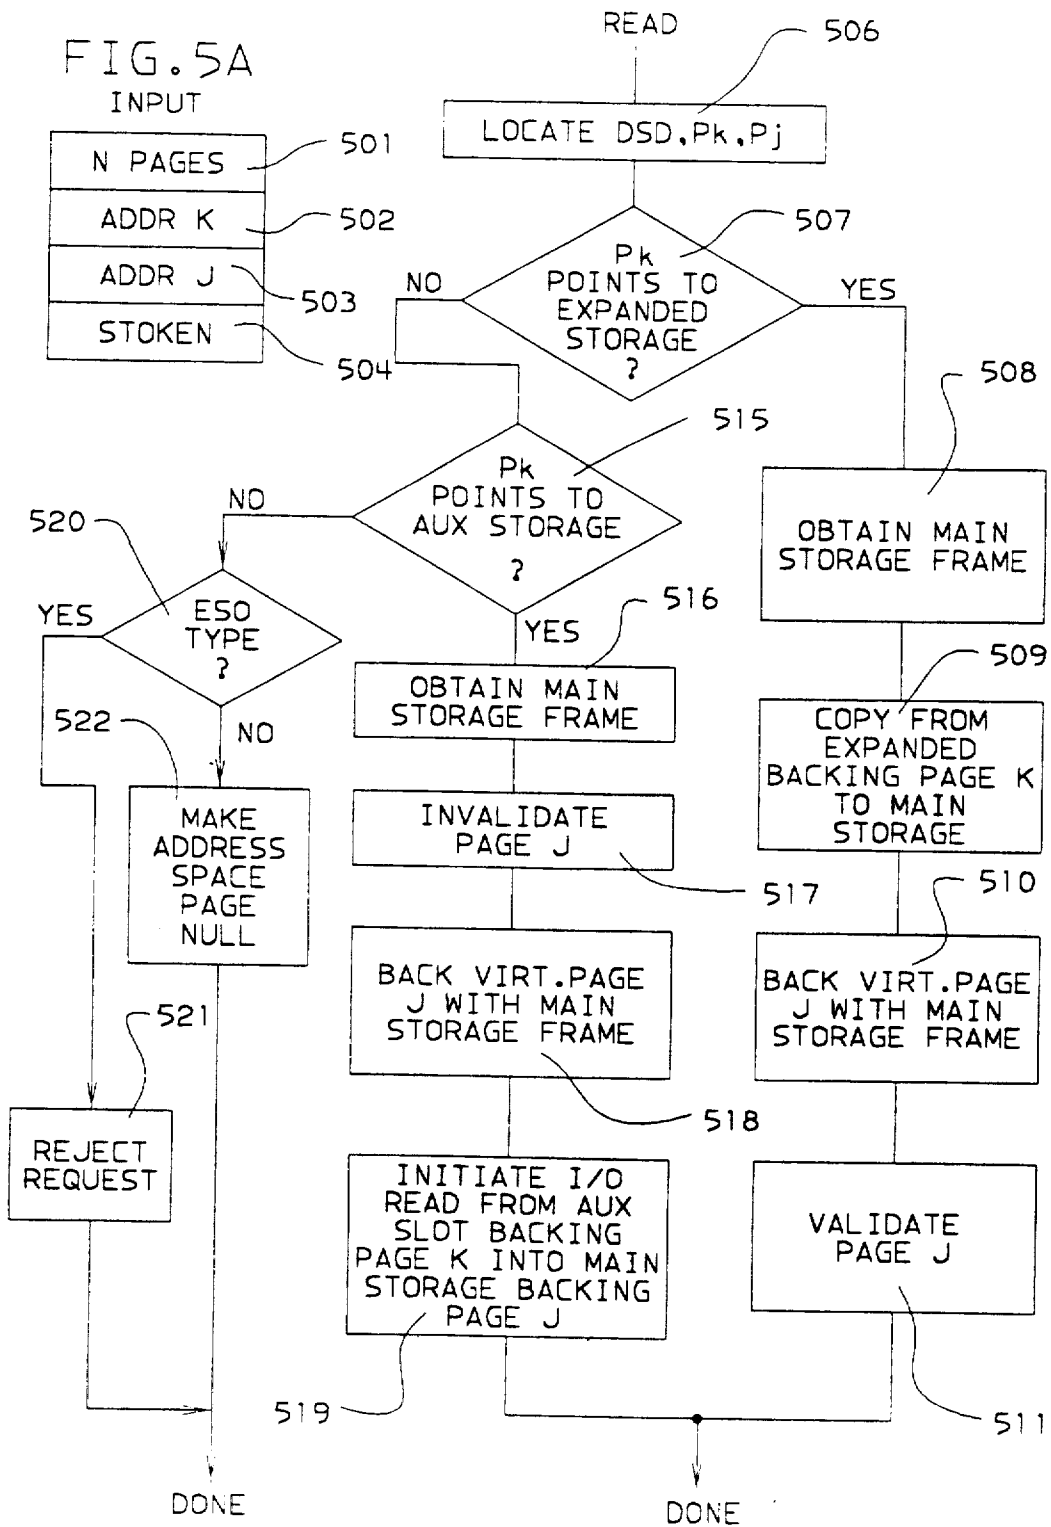 FIG.5A
INPUT
N PAGES
501
ADDR K
502
ADDR J
503
STOKEN
504
READ
506
LOCATE DSD,Pk,Pj
507
Pk
POINTS TO
EXPANDED
STORAGE
?
NO
YES
508
515
Pk
POINTS TO
AUX STORAGE
?
NO
YES
OBTAIN MAIN
STORAGE FRAME
520
ESO
TYPE
?
YES
NO
516
OBTAIN MAIN
STORAGE FRAME
509
COPY FROM
EXPANDED
BACKING PAGE K
TO MAIN
STORAGE
522
MAKE
ADDRESS
SPACE
PAGE
NULL
INVALIDATE
PAGE J
517
510
BACK VIRT.PAGE
J WITH MAIN
STORAGE FRAME
518
BACK VIRT.PAGE
J WITH MAIN
STORAGE FRAME
521
REJECT
REQUEST
INITIATE I/O
READ FROM AUX
SLOT BACKING
PAGE K INTO MAIN
STORAGE BACKING
PAGE J
519
VALIDATE
PAGE J
511
DONE
DONE